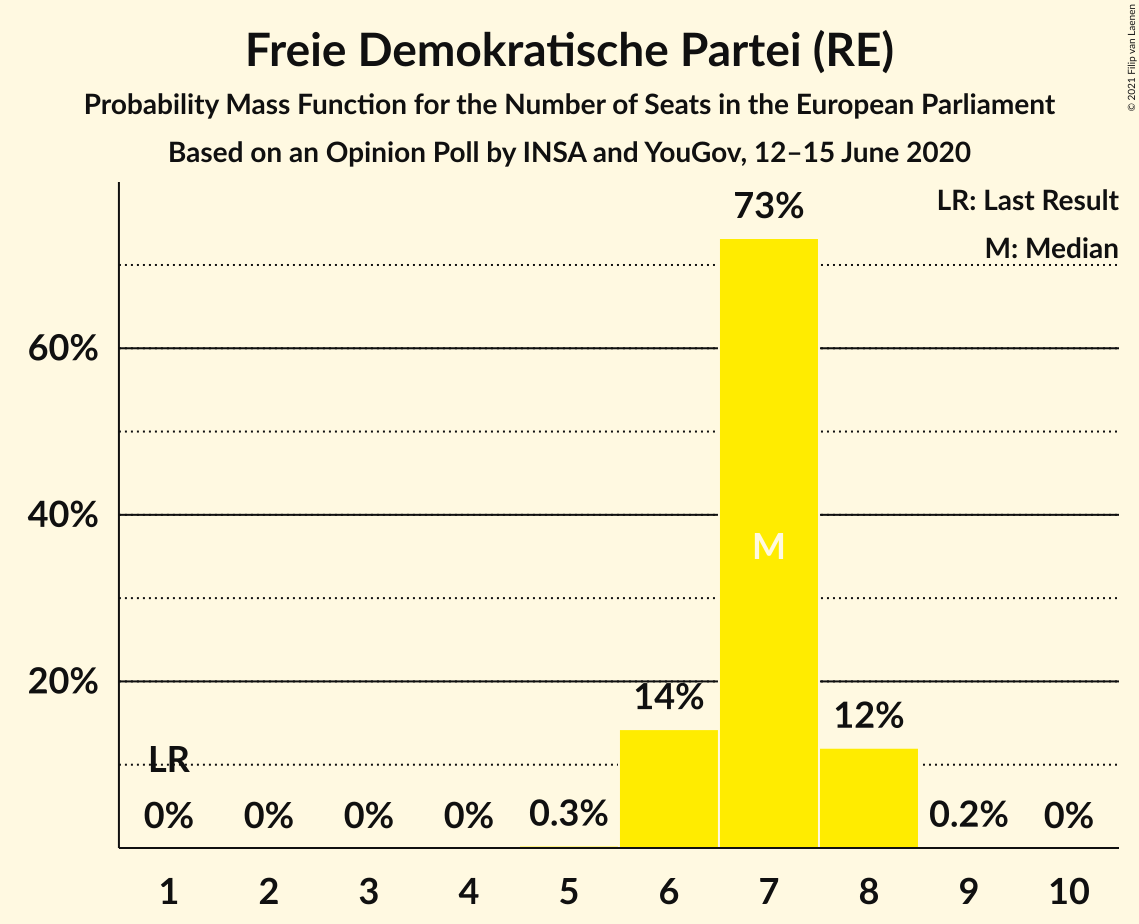 Freie Demokratische Partei (RE)
Probability Mass Function for the Number of Seats in the European Parliament
Based on an Opinion Poll by INSA and YouGov, 12–15 June 2020
© 2021 Filip van Laenen
LR: Last Result
M: Median
73%
60%
40%
M
20%
14%
12%
LR
0%
0%
0%
0%
0.3%
0.2%
0%
1
2
3
4
5
6
7
8
9
10